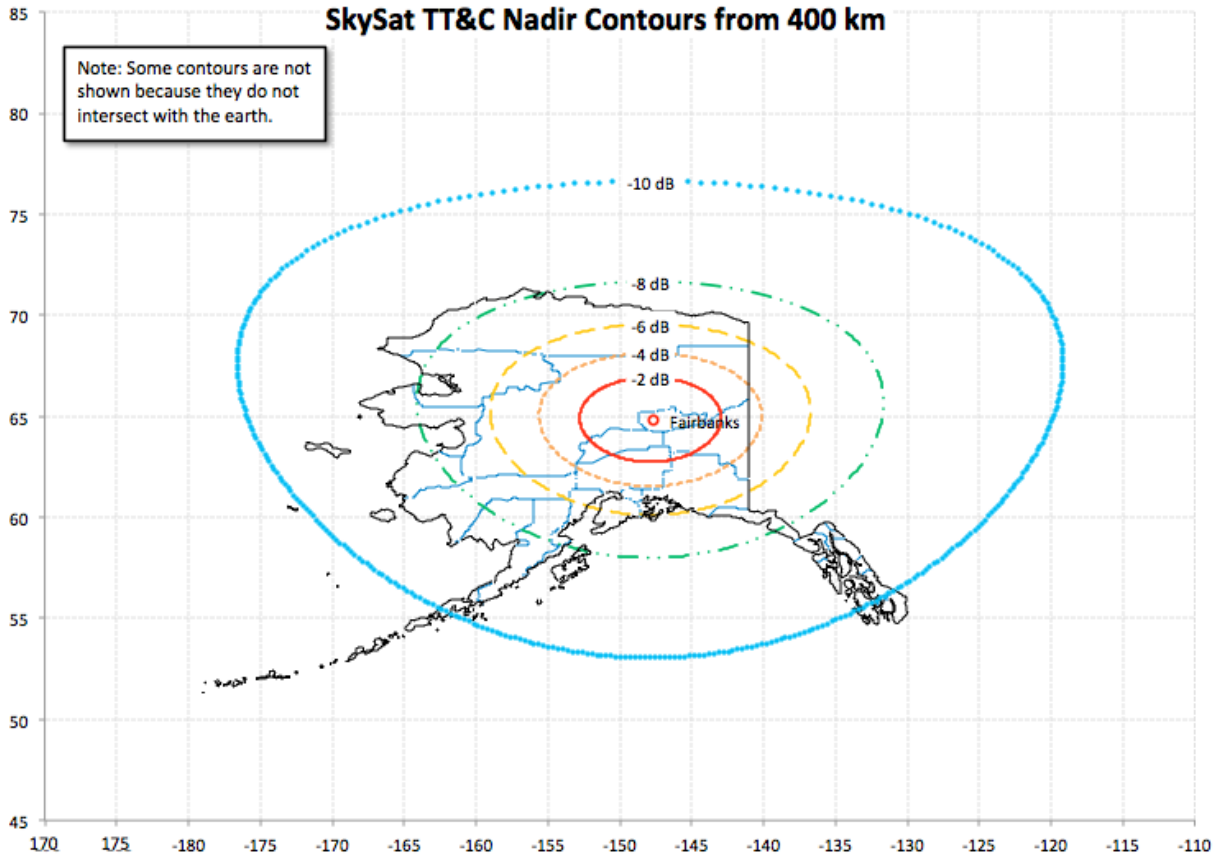 SkySat TT&C Nadir Contours from 400 km
Note: Some contours are not
shown because they do not
intersect with the earth.
85
80
75
70
65
60
55
50
45
-10 dB
-8 dB
-6 dB
-4 dB
-2 dB
Fairbanks
170 175 -180 -175 -170 -165 -160 -155 -150 -145 -140 -135 -130 -125 -120 -115 -110